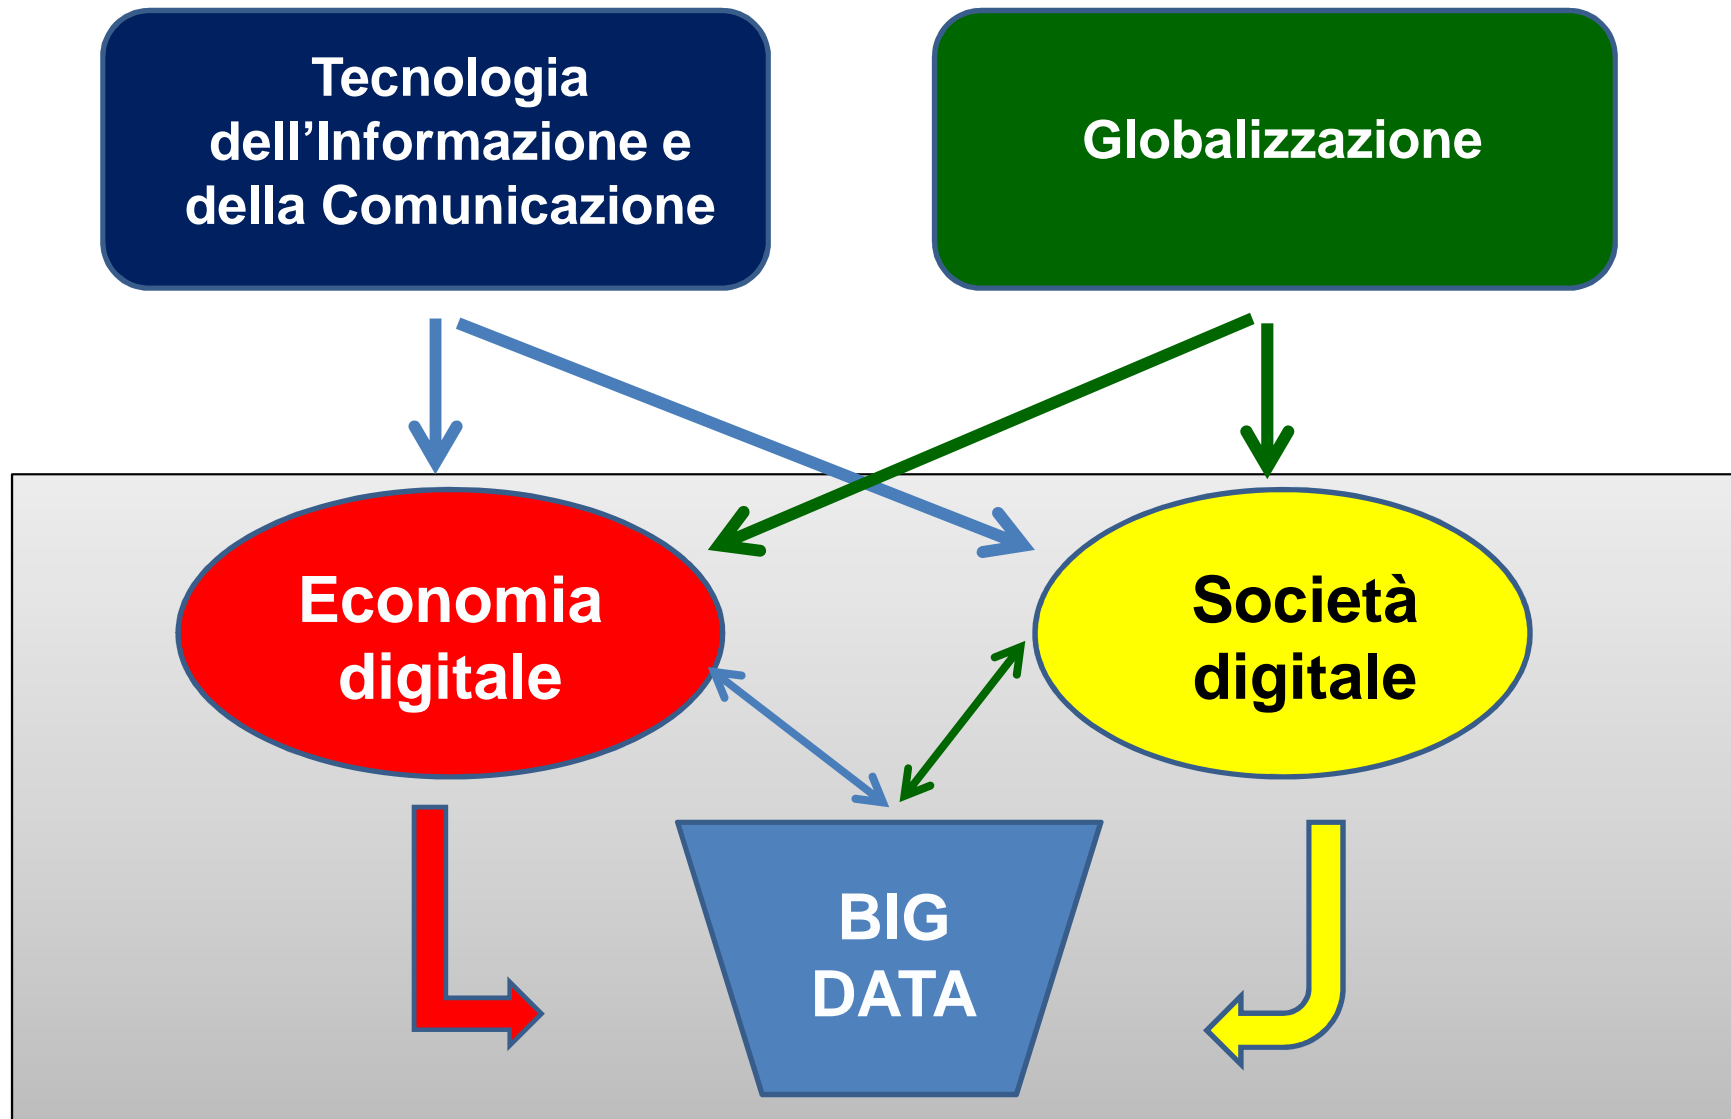 Tecnologia
dell’Informazione e
della Comunicazione
Globalizzazione
Economia
digitale
Società
digitale
BIG
DATA